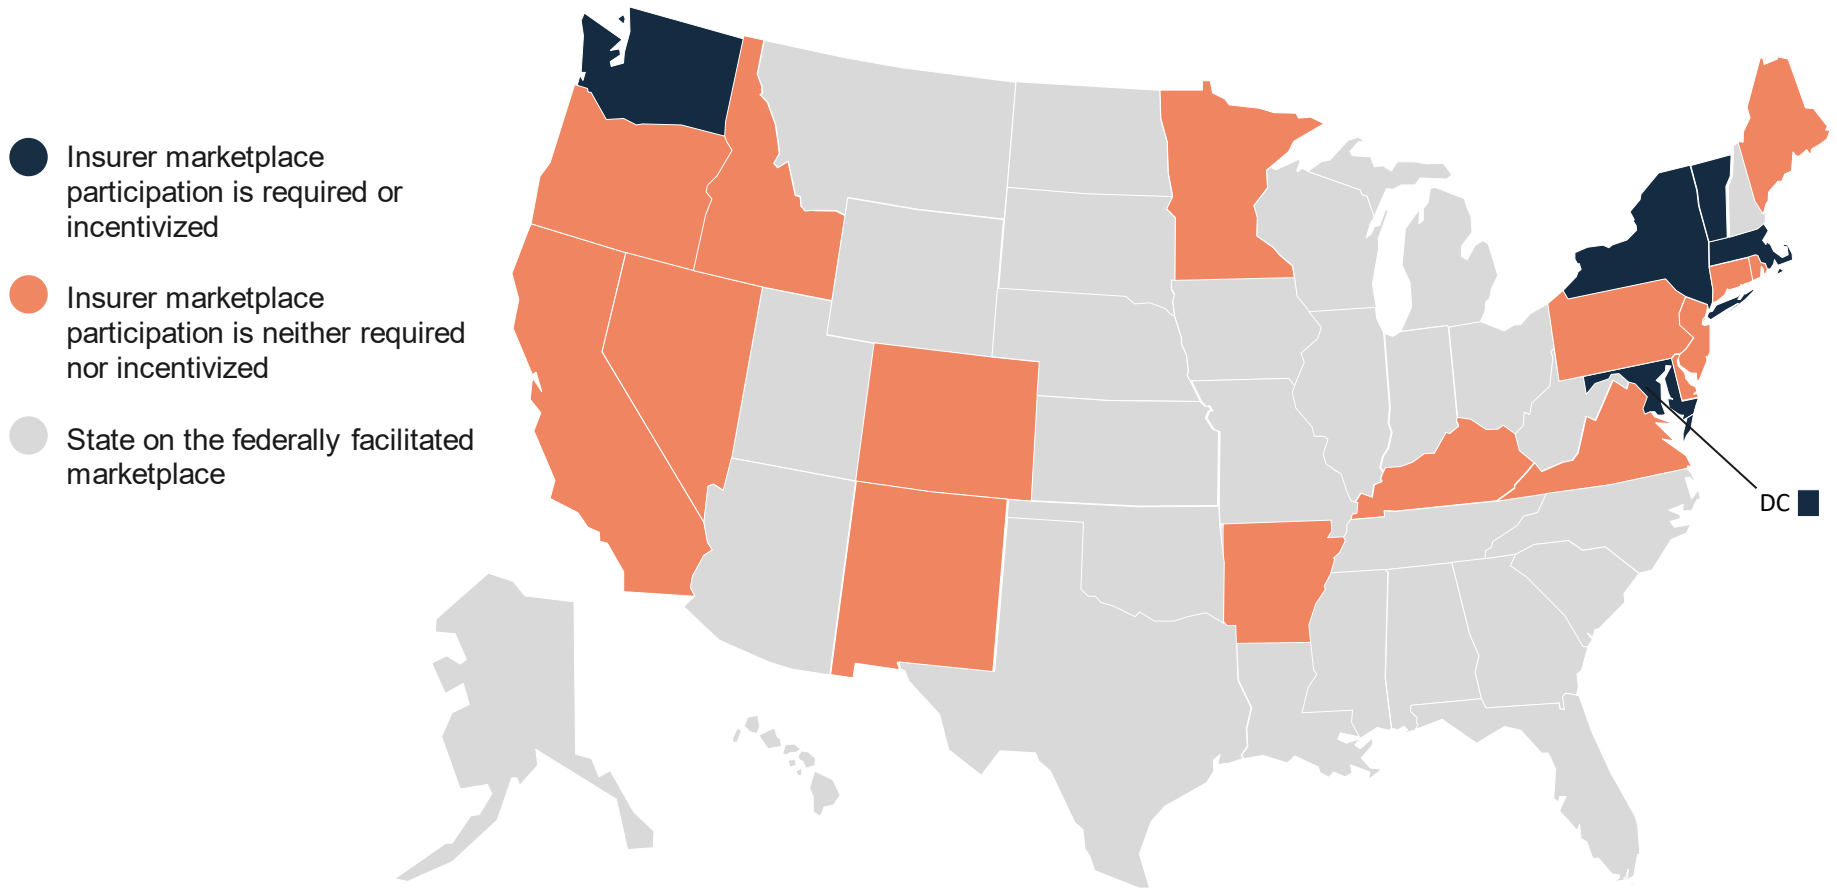 Insurer marketplace
participation is required or
incentivized
Insurer marketplace
participation is neither required
nor incentivized
State on the federally facilitated
marketplace
DC